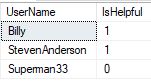 UserName IsHelpful
Billy 1
StevenAnderson 1
Superman33 0